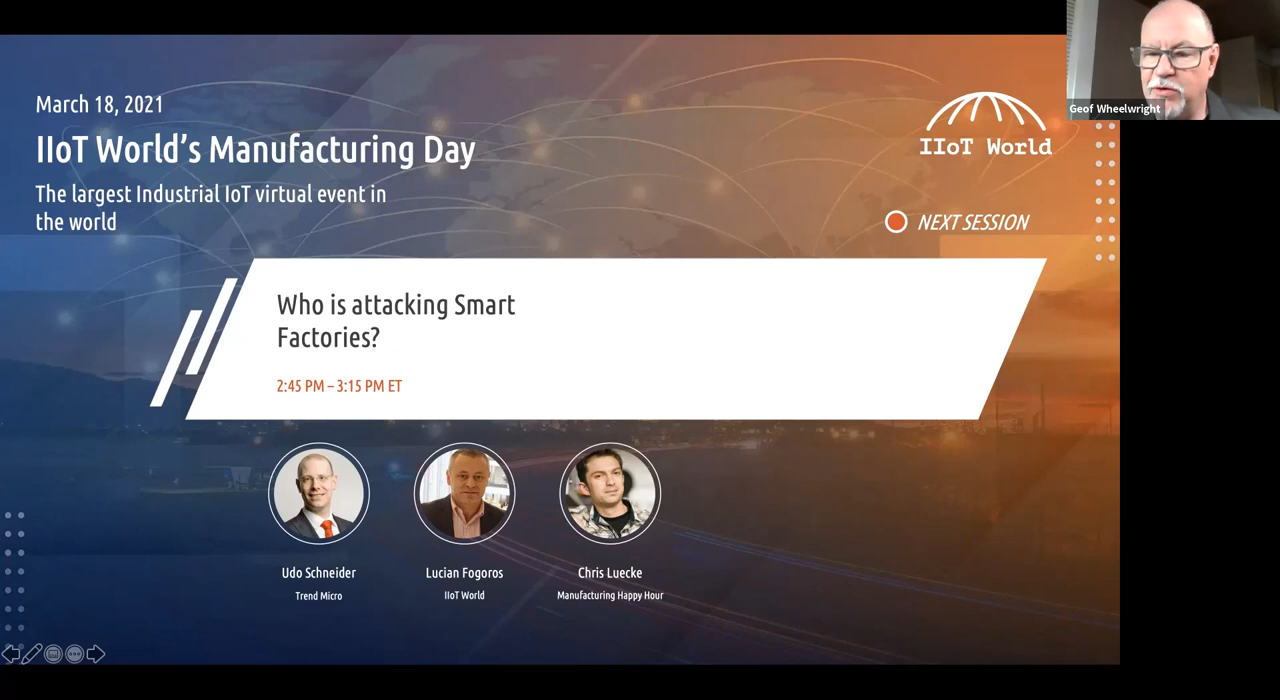 March 18, 2021
IIoT World's Manufacturing Day
The largest Industrial IoT virtual event in
the world
IIoT World
Geof Wheelwright
NEXT SESSION
Who is attacking Smart
Factories?
2:45 PM – 3:15 PM ET
Udo Schneider
Trend Micro
Lucian Fogoros
IIoT World
Chris Luecke
Manufacturing Happy Hour